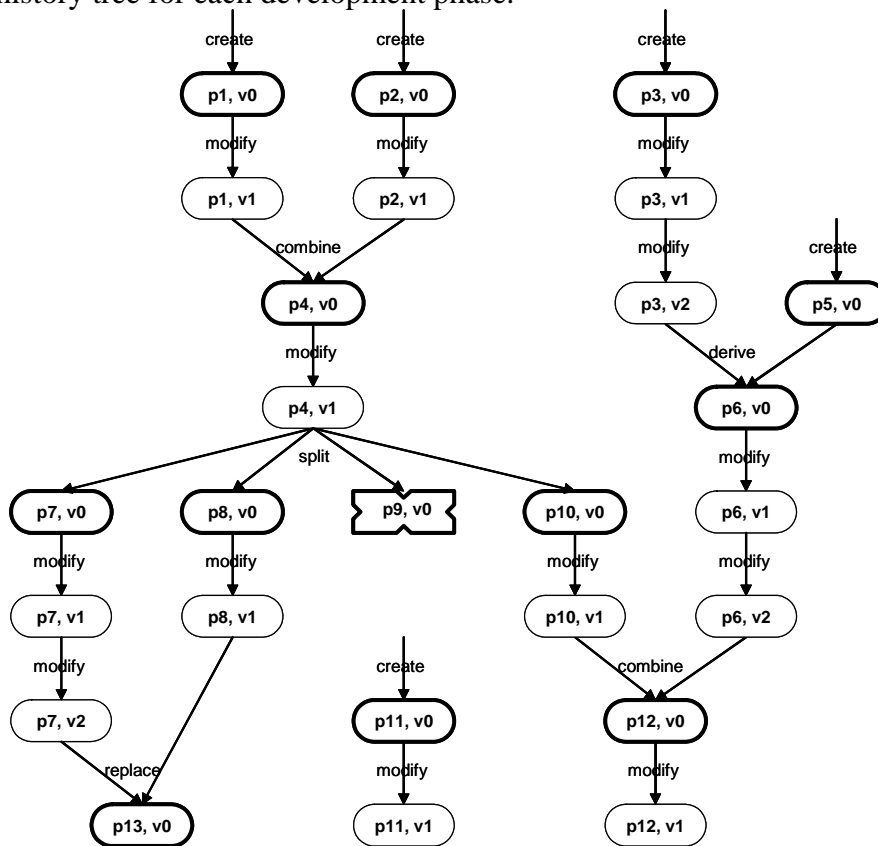 history tree for each development phase.
create create
p1, v0 p2, v0 p3, v0
modify modify modify
p1, v1 p2, v1 p3, v1
combine modify create
p4, v0 p3, v2 p5, v0
modify derive
p4, v1 p6, v0
split modify
p7, v0 p8, v0 p9, v0 p10, v0 p6, v1
modify modify modify modify
p7, v1 p8, v1 p10, v1 p6, v2
modify create combine
p7, v2 p11, v0 p12, v0
replace modify modify
p13, v0 p11, v1 p12, v1